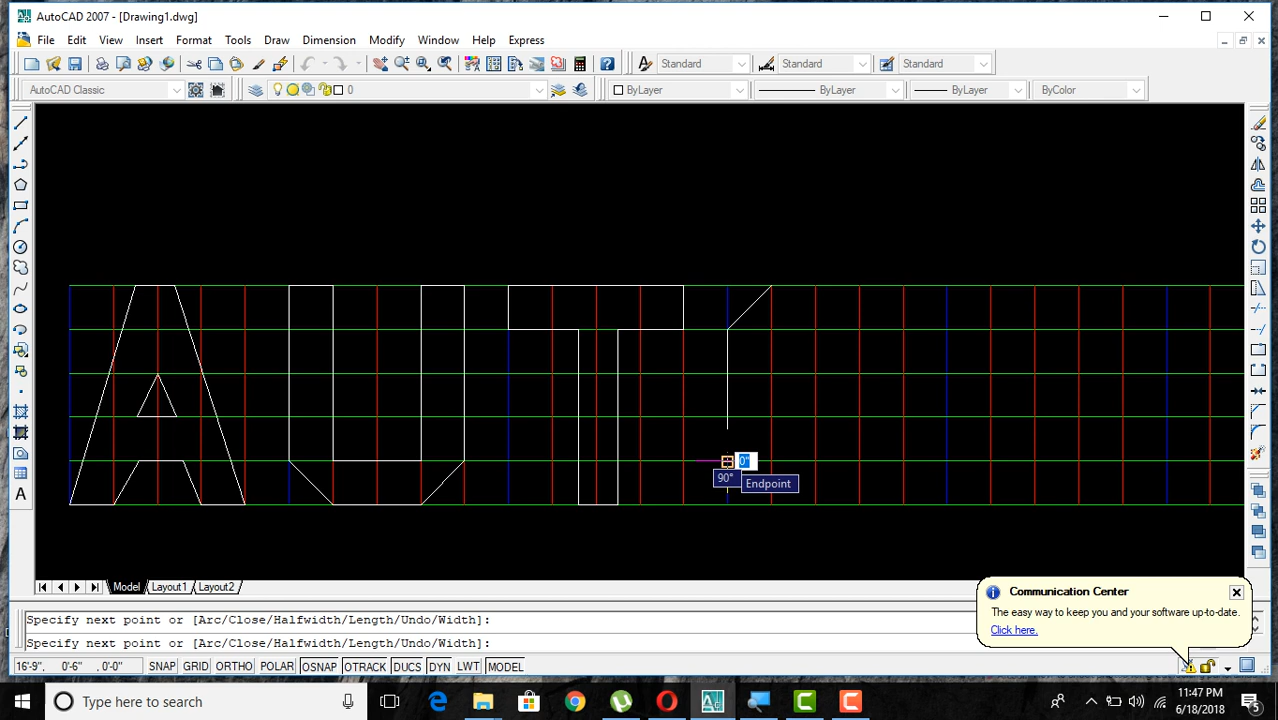 AutoCAD 2007 - [Drawing1.dwg]
File Edit View Insert Format Tools Draw Dimension Modify Window Help Express
Standard Standard Standard
AutoCAD Classic 0 ByLayer ByLayer ByLayer ByColor
AUT
0"
90° Endpoint
A
Model Layout1 Layout2
Communication Center
The easy way to keep you and your software up-to-date.
Click here.
Specify next point or [Arc/Close/Halfwidth/Length/Undo/Width]:
Specify next point or [Arc/Close/Halfwidth/Length/Undo/Width]:
16'-9", 0'-6" , 0'-0" SNAP GRID ORTHO POLAR OSNAP OTRACK DUCS DYN LWT MODEL
Type here to search
11:47 PM
6/18/2018
5